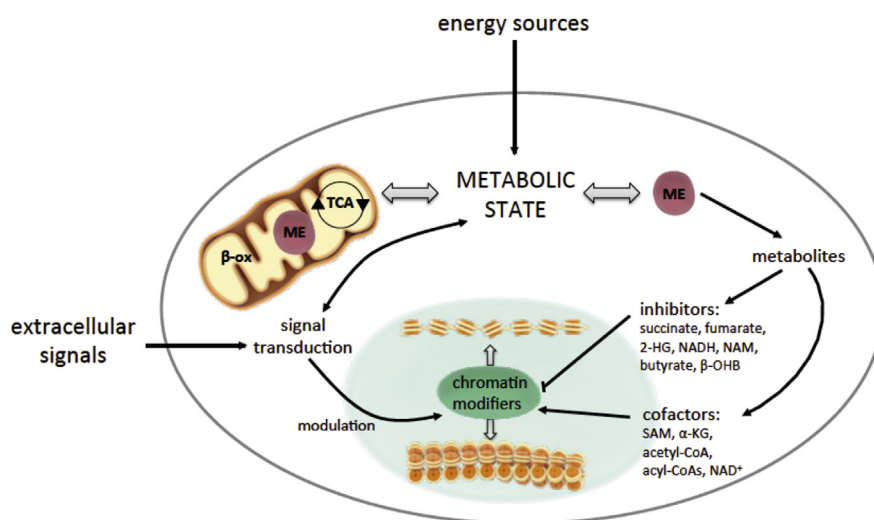 energy sources
METABOLIC
STATE
TCA
ME
β-ox
ME
metabolites
extracellular
signals
signal
transduction
modulation
chromatin
modifiers
inhibitors:
succinate, fumarate,
2-HG, NADH, NAM,
butyrate, β-OHB
cofactors:
SAM, α-KG,
acetyl-CoA,
acyl-CoAs, NAD⁺